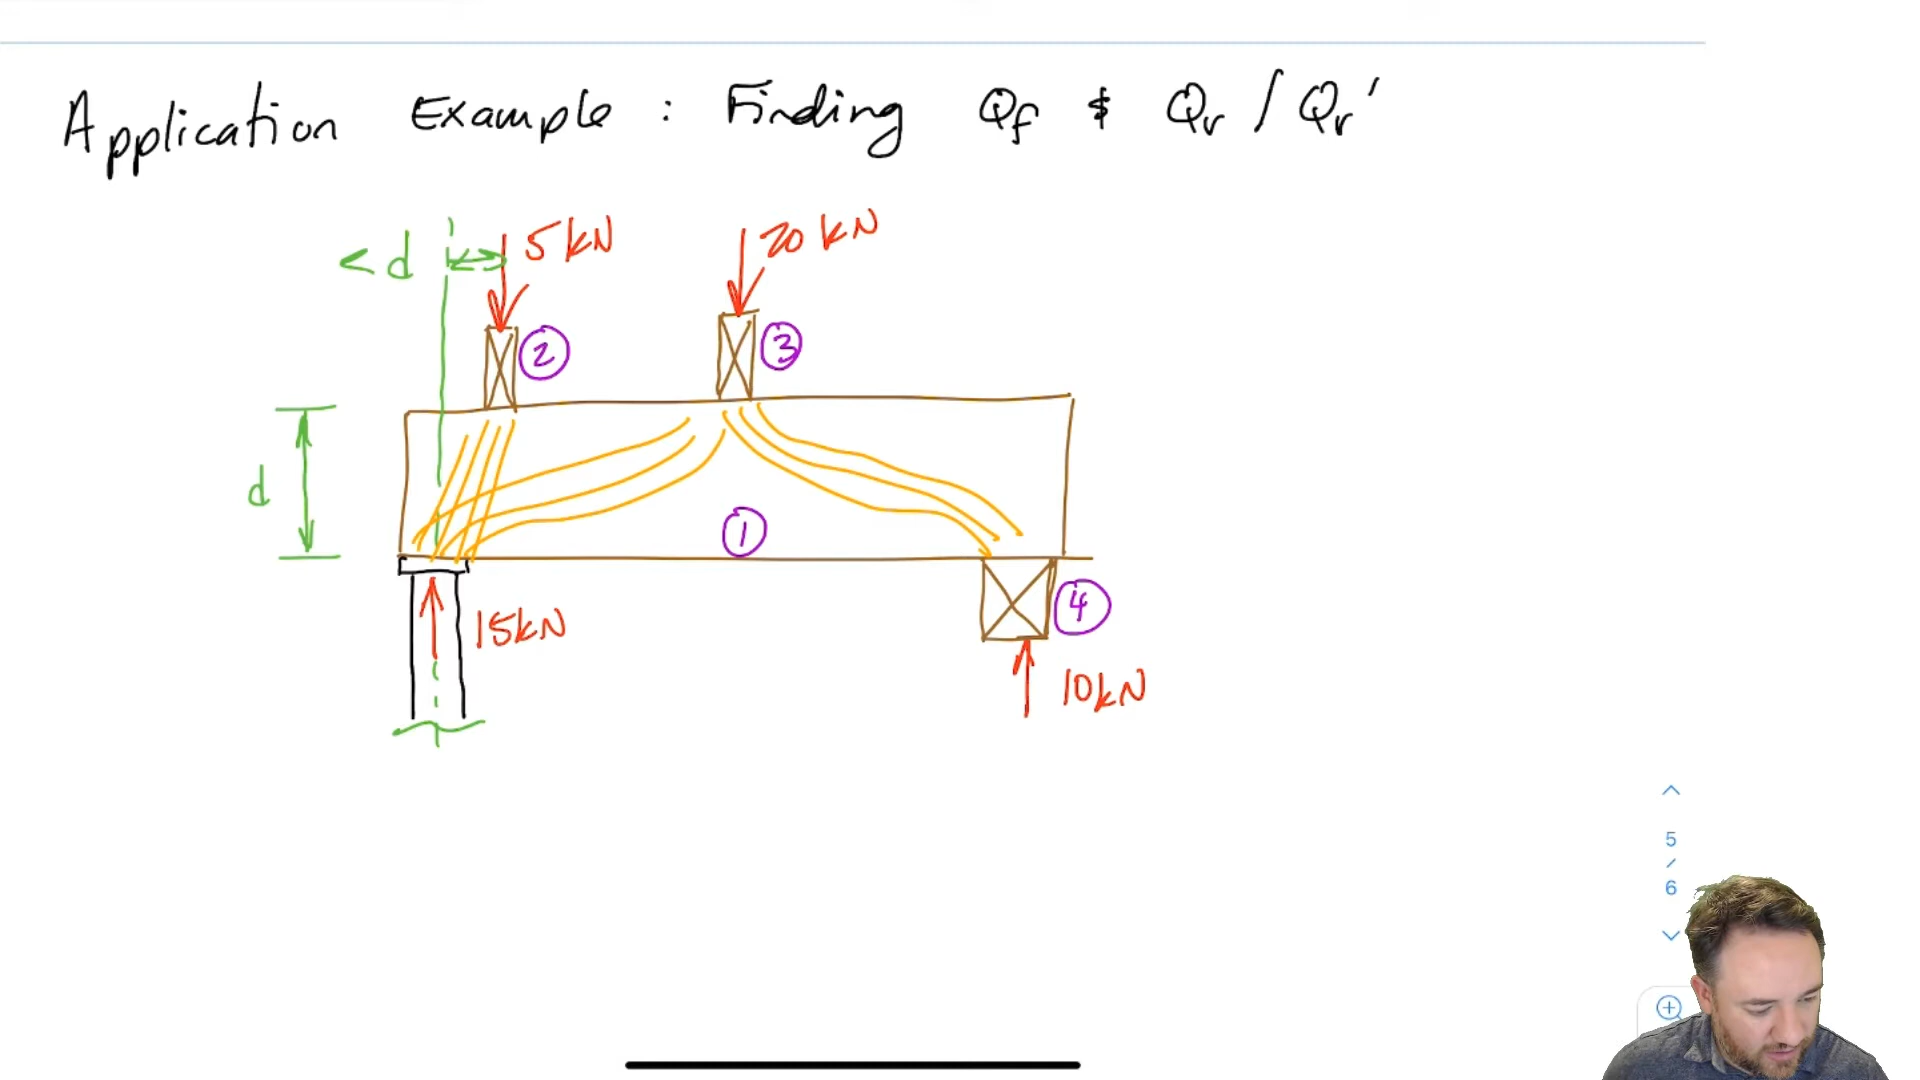 Application Example : Finding Qf & Qr / Qr'
< d
5 kN
20 kN
2
3
d
1
15kN
4
10kN
5
/
6